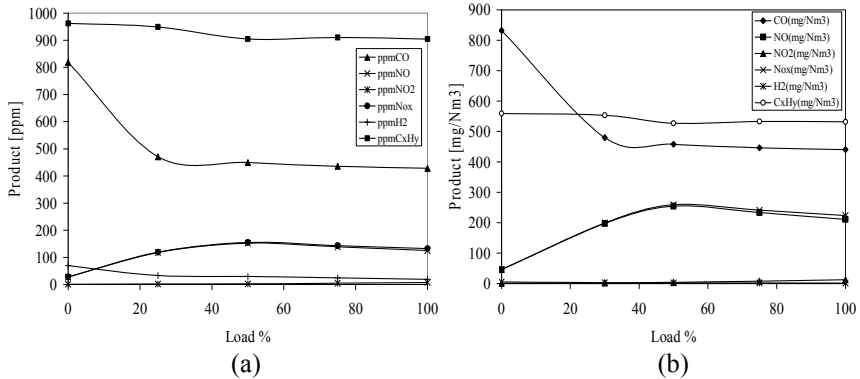 Product [ppm]
1000
900
800
700
600
500
400
300
200
100
0
0 20 40 60 80 100
Load %
ppmCO
ppmNO
ppmNO2
ppmNox
ppmH2
ppmCxHy
(a)
Product [mg/Nm3]
900
800
700
600
500
400
300
200
100
0
0 20 40 60 80 100
Load %
CO(mg/Nm3)
NO(mg/Nm3)
NO2(mg/Nm3)
Nox(mg/Nm3)
H2(mg/Nm3)
CxHy(mg/Nm3)
(b)